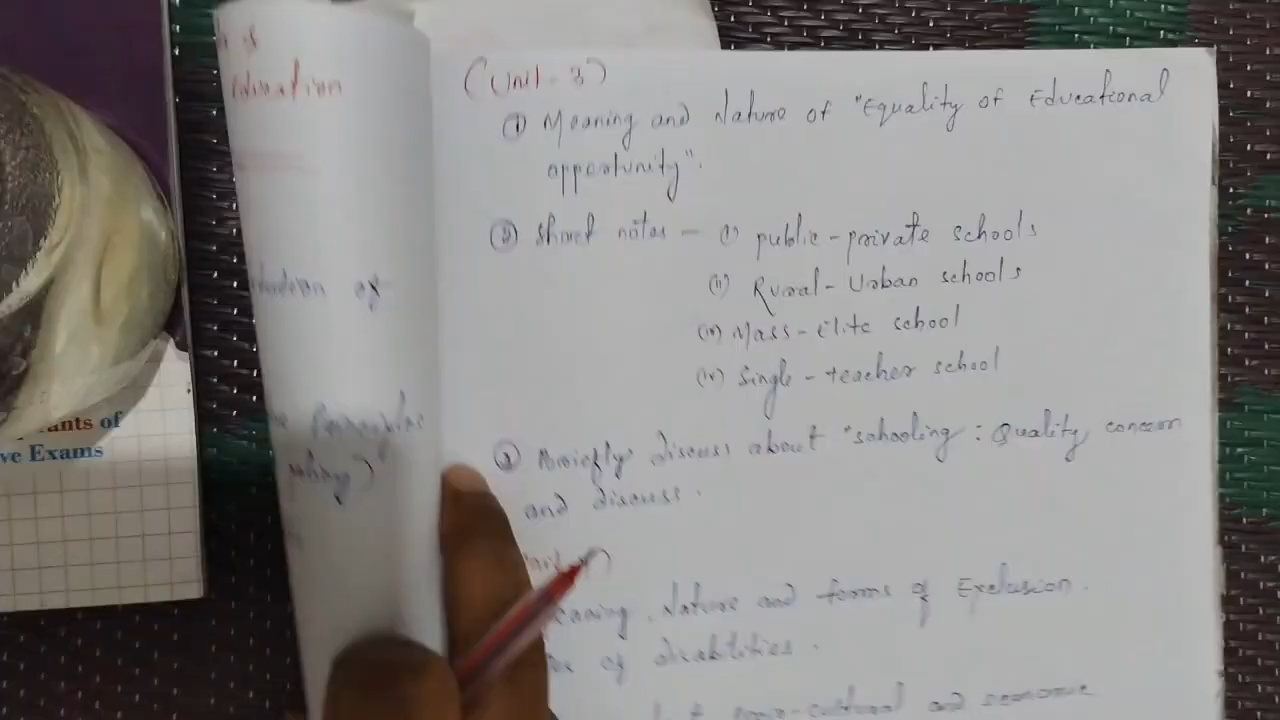 ducation
(Unit-3)
① Meaning and Nature of "Equality of Educational
opportunity".
② Short notes - (i) public-private schools
(ii) Rural-Urban schools
(iii) Mass-Elite school
(iv) Single-teacher school
③ Briefly discuss about "schooling: Quality concern
and discuss.
eaning, Nature and forms of Exclusion.
of disabilities.
socio-cultural and economic
ants of
ve Exams